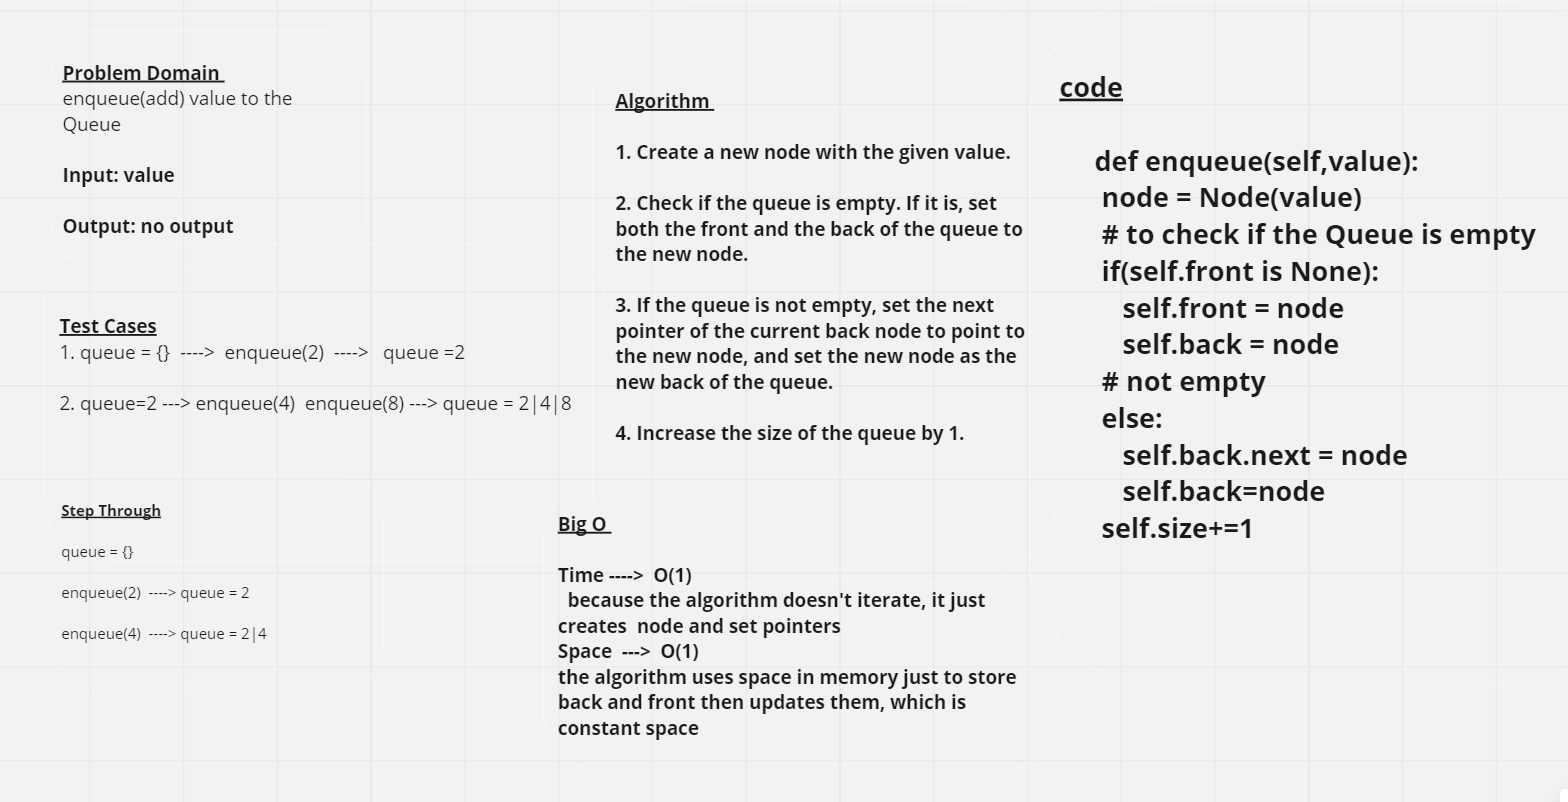 Problem Domain
enqueue(add) value to the
Queue
Input: value
Output: no output
Test Cases
1. queue = {}  ---->  enqueue(2)  ---->   queue =2
2. queue=2 ---> enqueue(4)  enqueue(8) ---> queue = 2|4|8
Step Through
queue = {}
enqueue(2)  ----> queue = 2
enqueue(4)  ----> queue = 2|4
Algorithm
1. Create a new node with the given value.
2. Check if the queue is empty. If it is, set
both the front and the back of the queue to
the new node.
3. If the queue is not empty, set the next
pointer of the current back node to point to
the new node, and set the new node as the
new back of the queue.
4. Increase the size of the queue by 1.
Big O
Time ---->  O(1)
because the algorithm doesn't iterate, it just
creates  node and set pointers
Space  --->  O(1)
the algorithm uses space in memory just to store
back and front then updates them, which is
constant space
code
def enqueue(self,value):
node = Node(value)
# to check if the Queue is empty
if(self.front is None):
self.front = node
self.back = node
# not empty
else:
self.back.next = node
self.back=node
self.size+=1